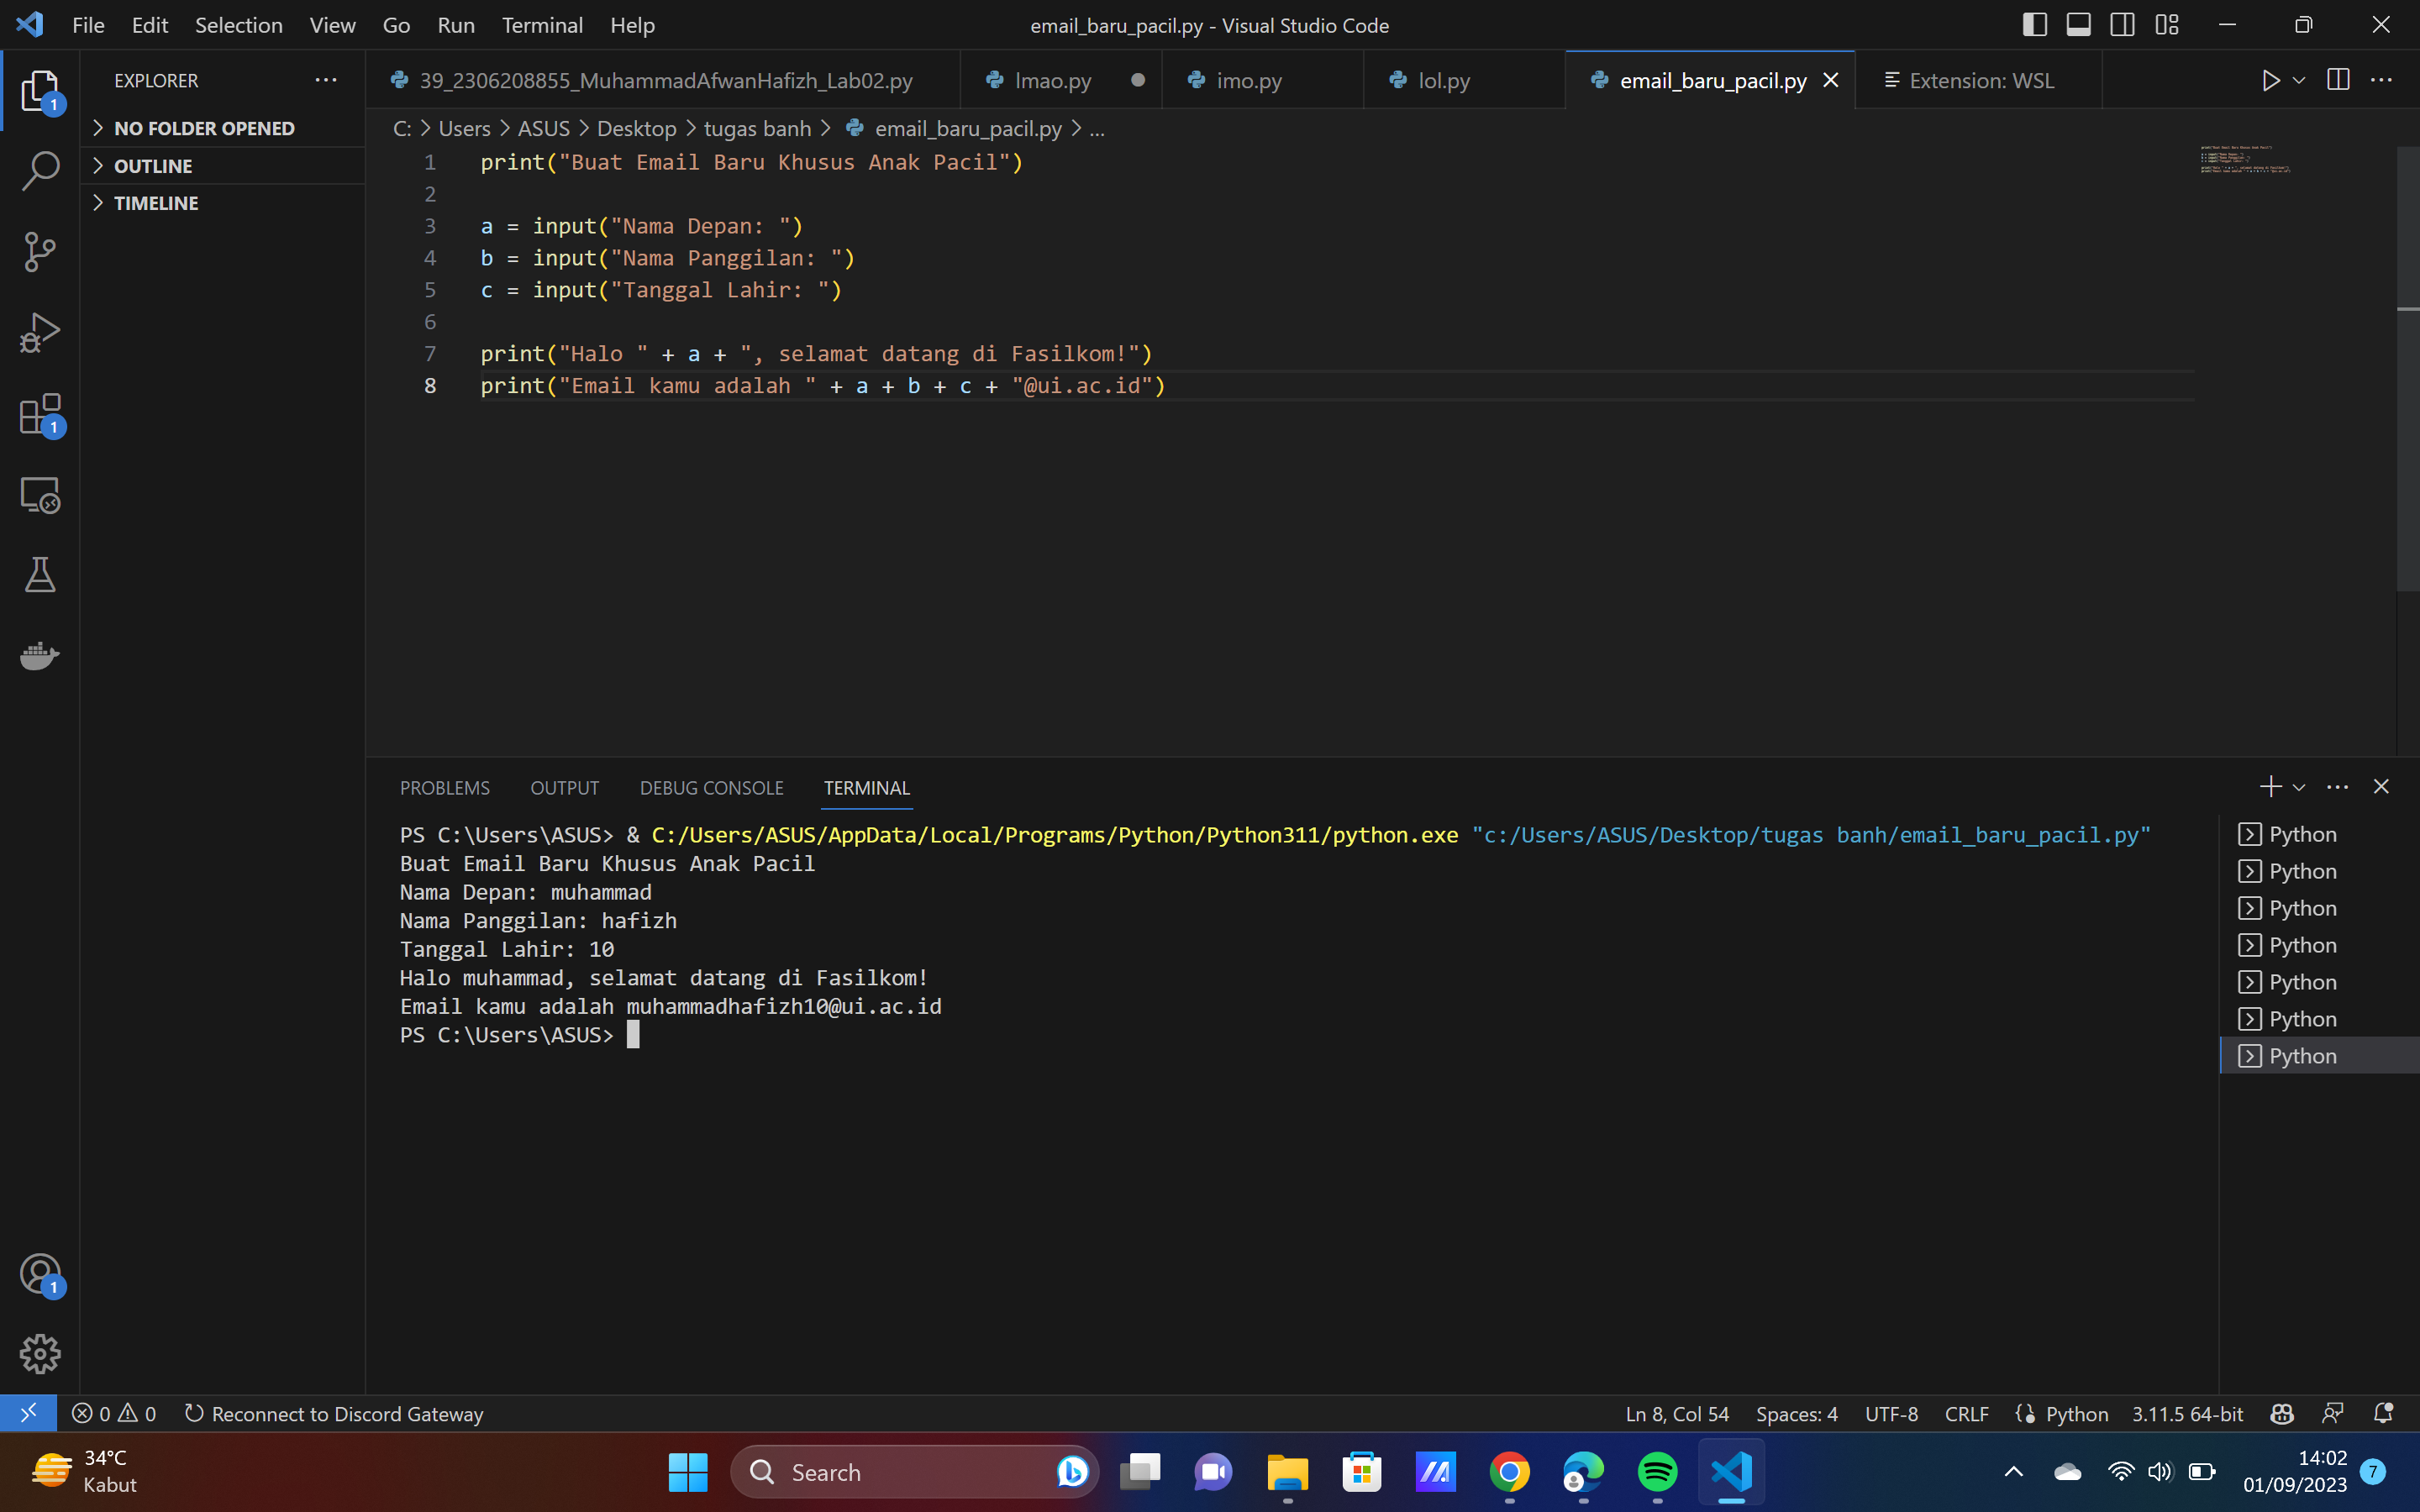 File Edit Selection View Go Run Terminal Help
email_baru_pacil.py - Visual Studio Code
EXPLORER
39_2306208855_MuhammadAfwanHafizh_Lab02.py
lmao.py
imo.py
lol.py
email_baru_pacil.py
Extension: WSL
1
NO FOLDER OPENED
OUTLINE
TIMELINE
C: > Users > ASUS > Desktop > tugas banh > email_baru_pacil.py > ...
1 print("Buat Email Baru Khusus Anak Pacil")
2
3 a = input("Nama Depan: ")
4 b = input("Nama Panggilan: ")
5 c = input("Tanggal Lahir: ")
6
7 print("Halo " + a + ", selamat datang di Fasilkom!")
8 print("Email kamu adalah " + a + b + c + "@ui.ac.id")
1
PROBLEMS OUTPUT DEBUG CONSOLE TERMINAL
PS C:\Users\ASUS> & C:/Users/ASUS/AppData/Local/Programs/Python/Python311/python.exe "c:/Users/ASUS/Desktop/tugas banh/email_baru_pacil.py"
Buat Email Baru Khusus Anak Pacil
Nama Depan: muhammad
Nama Panggilan: hafizh
Tanggal Lahir: 10
Halo muhammad, selamat datang di Fasilkom!
Email kamu adalah muhammadhafizh10@ui.ac.id
PS C:\Users\ASUS>
Python
Python
Python
Python
Python
Python
Python
1
0 0 Reconnect to Discord Gateway
Ln 8, Col 54 Spaces: 4 UTF-8 CRLF Python 3.11.5 64-bit
34°C
Kabut
Search
14:02
01/09/2023
7